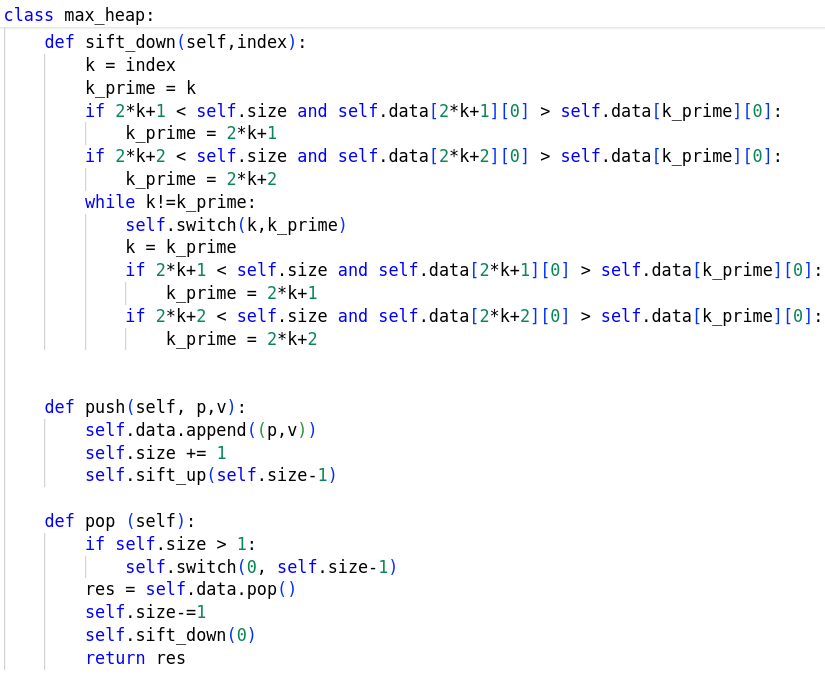 class max_heap:
    def sift_down(self,index):
        k = index
        k_prime = k
        if 2*k+1 < self.size and self.data[2*k+1][0] > self.data[k_prime][0]:
            k_prime = 2*k+1
        if 2*k+2 < self.size and self.data[2*k+2][0] > self.data[k_prime][0]:
            k_prime = 2*k+2
        while k!=k_prime:
            self.switch(k,k_prime)
            k = k_prime
            if 2*k+1 < self.size and self.data[2*k+1][0] > self.data[k_prime][0]:
                k_prime = 2*k+1
            if 2*k+2 < self.size and self.data[2*k+2][0] > self.data[k_prime][0]:
                k_prime = 2*k+2
    def push(self, p,v):
        self.data.append((p,v))
        self.size += 1
        self.sift_up(self.size-1)
    def pop (self):
        if self.size > 1:
            self.switch(0, self.size-1)
        res = self.data.pop()
        self.size-=1
        self.sift_down(0)
        return res